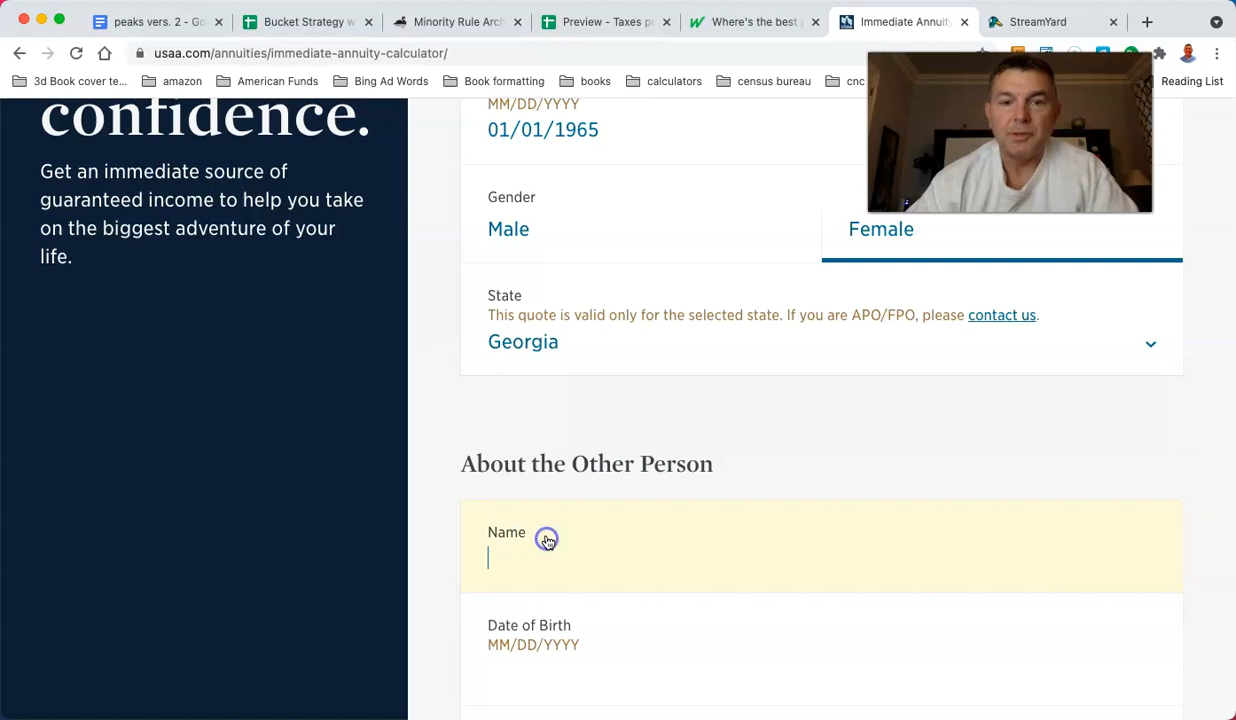 peaks vers. 2 - Go
Bucket Strategy w
Minority Rule Arch
Preview - Taxes p
Where's the best
Immediate Annuit
StreamYard
usaa.com/annuities/immediate-annuity-calculator/
3d Book cover te...
amazon
American Funds
Bing Ad Words
Book formatting
books
calculators
census bureau
cnc
Reading List
confidence.
Get an immediate source of
guaranteed income to help you take
on the biggest adventure of your
life.
MM/DD/YYYY
01/01/1965
Gender
Male
Female
State
This quote is valid only for the selected state. If you are APO/FPO, please contact us.
Georgia
About the Other Person
Name
Date of Birth
MM/DD/YYYY